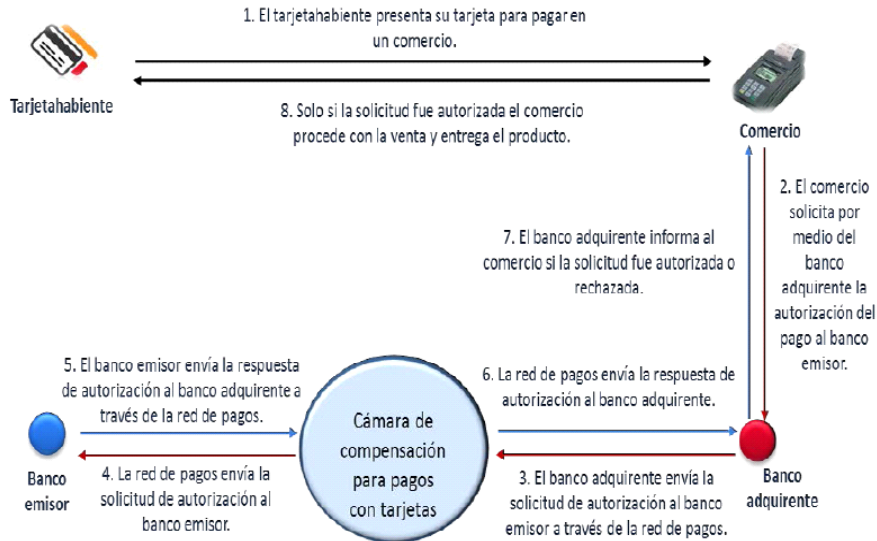 1. El tarjetahabiente presenta su tarjeta para pagar en
un comercio.
Tarjetahabiente
8. Solo si la solicitud fue autorizada el comercio
procede con la venta y entrega el producto.
Comercio
2. El comercio
solicita por
medio del
banco
adquirente la
autorización del
pago al banco
emisor.
7. El banco adquirente informa al
comercio si la solicitud fue autorizada o
rechazada.
5. El banco emisor envía la respuesta
de autorización al banco adquirente a
través de la red de pagos.
6. La red de pagos envía la respuesta de
autorización al banco adquirente.
Cámara de
compensación
para pagos
con tarjetas
Banco
emisor
4. La red de pagos envía la
solicitud de autorización al
banco emisor.
3. El banco adquirente envía la
solicitud de autorización al banco
emisor a través de la red de pagos.
Banco
adquirente